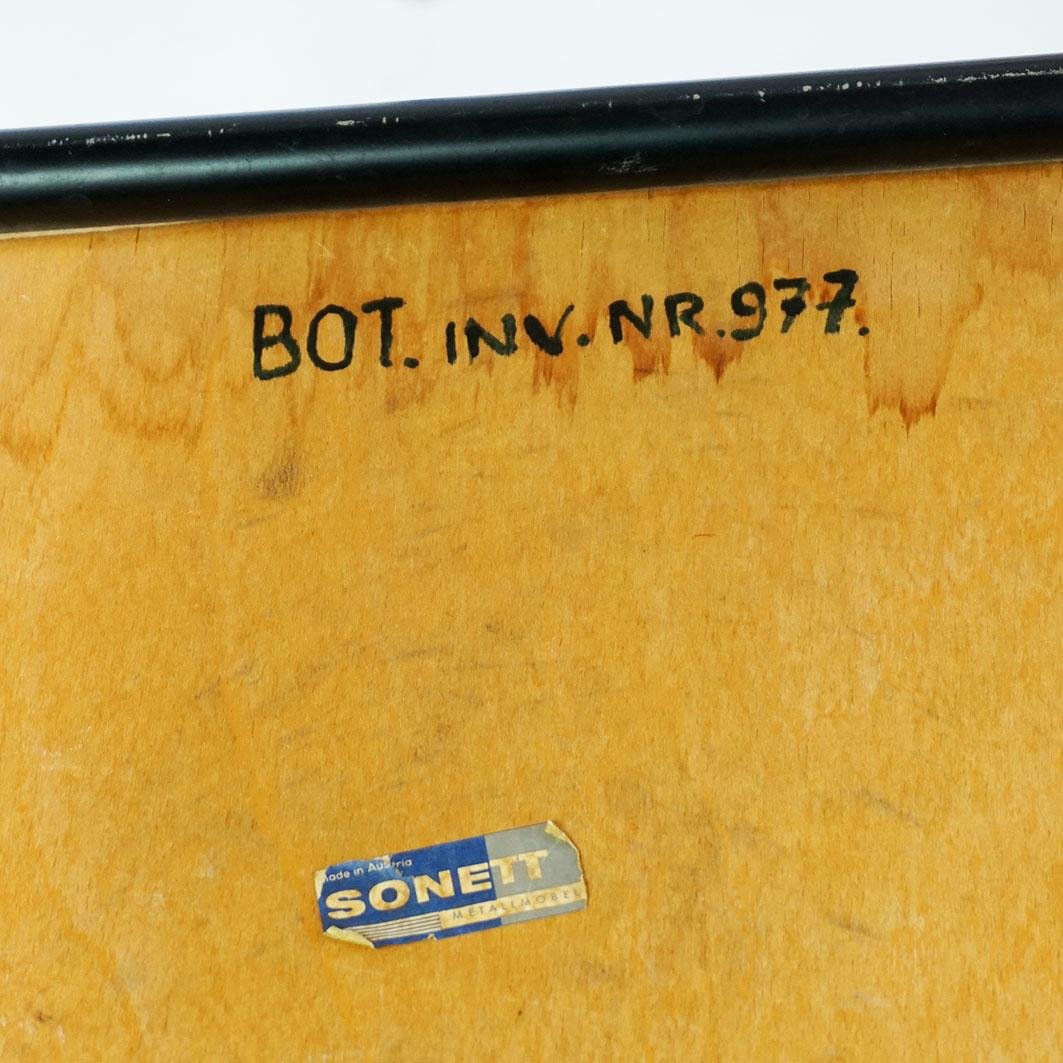 BOT. INV. NR. 977.
Made in Austria
SONETT
METALLMÖBEL